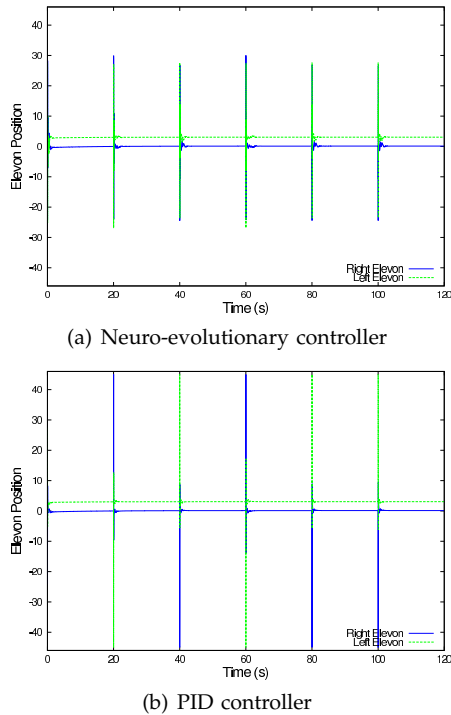 40
30
20
10
0
-10
-20
-30
-40
Elevon Position
Right Elevon
Left Elevon
0 20 40 60 80 100 120
Time (s)
(a) Neuro-evolutionary controller
40
30
20
10
0
-10
-20
-30
-40
Elevon Position
Right Elevon
Left Elevon
0 20 40 60 80 100 120
Time (s)
(b) PID controller